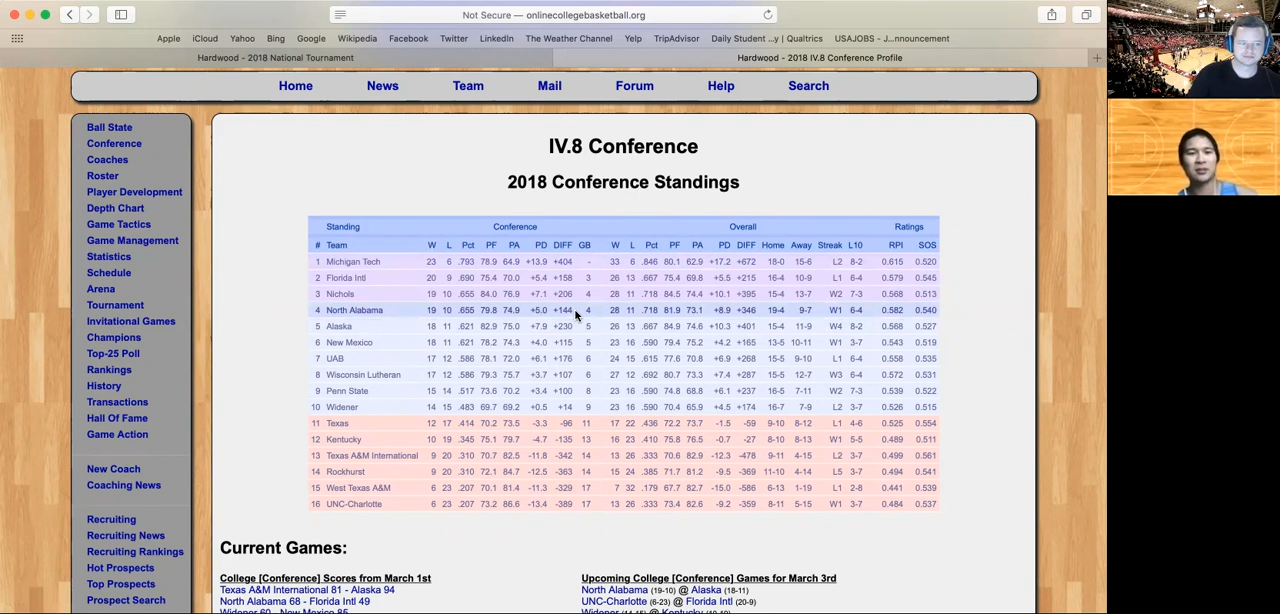 Not Secure — onlinecollegebasketball.org
Apple iCloud Yahoo Bing Google Wikipedia Facebook Twitter LinkedIn The Weather Channel Yelp TripAdvisor Daily Student ...y | Qualtrics USAJOBS - J...nnouncement
Hardwood - 2018 National Tournament Hardwood - 2018 IV.8 Conference Profile
Home News Team Mail Forum Help Search
Ball State
Conference
Coaches
Roster
Player Development
Depth Chart
Game Tactics
Game Management
Statistics
Schedule
Arena
Tournament
Invitational Games
Champions
Top-25 Poll
Rankings
History
Transactions
Hall Of Fame
Game Action
New Coach
Coaching News
Recruiting
Recruiting News
Recruiting Rankings
Hot Prospects
Top Prospects
Prospect Search
IV.8 Conference
2018 Conference Standings
Standing Conference Overall Ratings
# Team W L Pct PF PA PD DIFF GB W L Pct PF PA PD DIFF Home Away Streak L10 RPI SOS
1 Michigan Tech 23 6 .793 78.9 64.9 +13.9 +404 - 33 6 .846 80.1 62.9 +17.2 +672 18-0 15-6 L2 8-2 0.615 0.520
2 Florida Intl 20 9 .690 75.4 70.0 +5.4 +158 3 26 13 .667 75.4 69.8 +5.5 +215 16-4 10-9 L1 6-4 0.579 0.545
3 Nichols 19 10 .655 84.0 76.9 +7.1 +206 4 28 11 .718 84.5 74.4 +10.1 +395 15-4 13-7 W2 7-3 0.568 0.513
4 North Alabama 19 10 .655 79.8 74.9 +5.0 +144 4 28 11 .718 81.9 73.1 +8.9 +346 19-4 9-7 W1 6-4 0.582 0.540
5 Alaska 18 11 .621 82.9 75.0 +7.9 +230 5 26 13 .667 84.9 74.6 +10.3 +401 15-4 11-9 W4 8-2 0.568 0.527
6 New Mexico 18 11 .621 78.2 74.3 +4.0 +115 5 23 16 .590 79.4 75.2 +4.2 +165 13-5 10-11 W1 3-7 0.543 0.519
7 UAB 17 12 .586 78.1 72.0 +6.1 +176 6 24 15 .615 77.6 70.8 +6.9 +268 15-5 9-10 L1 6-4 0.558 0.535
8 Wisconsin Lutheran 17 12 .586 79.3 75.7 +3.7 +107 6 27 12 .692 80.7 73.3 +7.4 +287 15-5 12-7 W3 6-4 0.572 0.531
9 Penn State 15 14 .517 73.6 70.2 +3.4 +100 8 23 16 .590 74.8 68.8 +6.1 +237 16-5 7-11 W2 7-3 0.539 0.522
10 Widener 14 15 .483 69.7 69.2 +0.5 +14 9 23 16 .590 70.4 65.9 +4.5 +174 16-7 7-9 L2 3-7 0.526 0.515
11 Texas 12 17 .414 70.2 73.5 -3.3 -96 11 17 22 .436 72.2 73.7 -1.5 -59 9-10 8-12 L1 4-6 0.525 0.554
12 Kentucky 10 19 .345 75.1 79.7 -4.7 -135 13 16 23 .410 75.8 76.5 -0.7 -27 8-10 8-13 W1 5-5 0.489 0.511
13 Texas A&M International 9 20 .310 70.7 82.5 -11.8 -342 14 13 26 .333 70.6 82.9 -12.3 -478 9-11 4-15 L2 3-7 0.499 0.561
14 Rockhurst 9 20 .310 72.1 84.7 -12.5 -363 14 15 24 .385 71.7 81.2 -9.5 -369 11-10 4-14 L5 3-7 0.494 0.541
15 West Texas A&M 6 23 .207 70.1 81.4 -11.3 -329 17 7 32 .179 67.7 82.7 -15.0 -586 6-13 1-19 L1 2-8 0.441 0.539
16 UNC-Charlotte 6 23 .207 73.2 86.6 -13.4 -389 17 13 26 .333 73.4 82.6 -9.2 -359 8-11 5-15 W1 3-7 0.484 0.537
Current Games:
College [Conference] Scores from March 1st
Texas A&M International 81 - Alaska 94
North Alabama 68 - Florida Intl 49
Widener 60 - New Mexico 85
Upcoming College [Conference] Games for March 3rd
North Alabama (19-10) @ Alaska (18-11)
UNC-Charlotte (6-23) @ Florida Intl (20-9)
Widener (14-15) @ Kentucky (10-19)